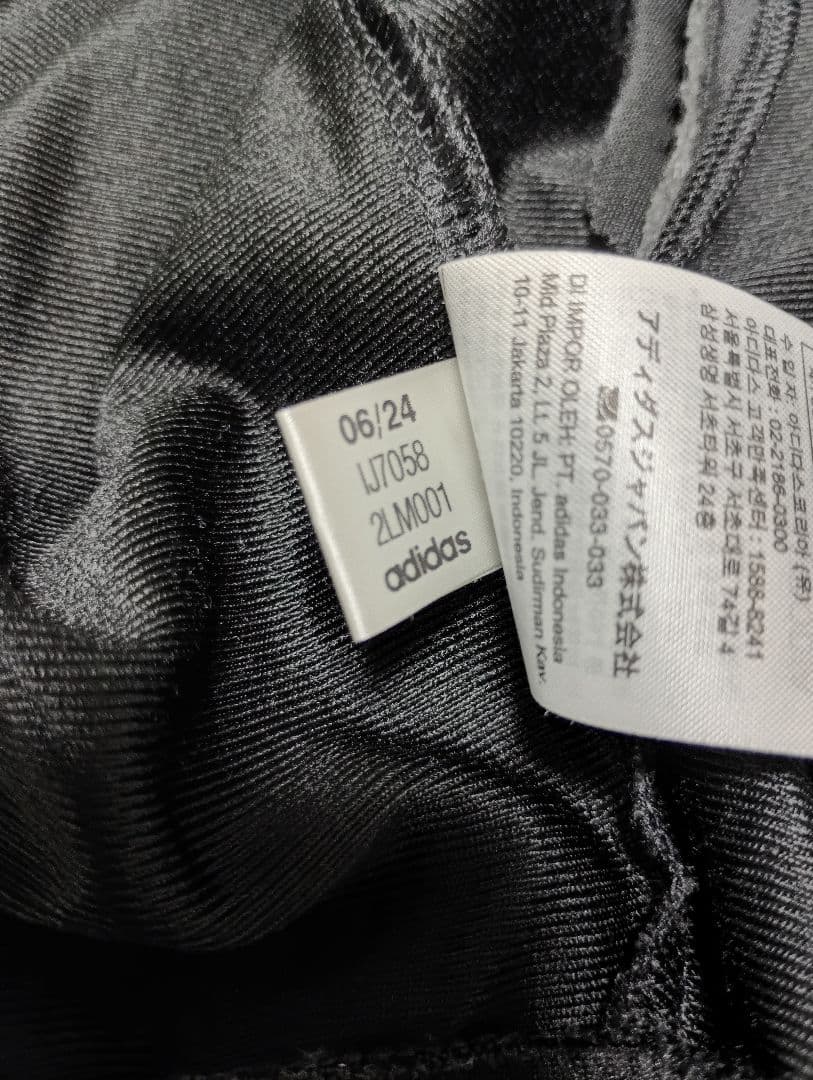 06/24
IJ7058
2LM001
adidas
DI IMPOR OLEH: PT. adidas Indonesia
Mid Plaza 2, Lt. 5 JL. Jend. Sudirman Kav.
10-11 Jakarta 10220, Indonesia
アディダスジャパン株式会社
0570-033-033
수입자 아디다스코리아(유)
대표전화: 02-2186-0300
아디다스 고객만족센터: 1588-8241
서울특별시 서초구 서초대로 74길 4
삼성생명 서초타워 24층